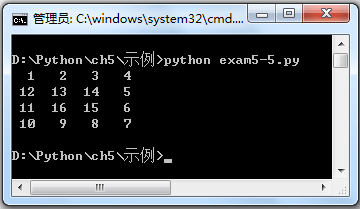 管理员: C:\windows\system32\cmd....
D:\Python\ch5\示例>python exam5-5.py
1 2 3 4
12 13 14 5
11 16 15 6
10 9 8 7
D:\Python\ch5\示例>